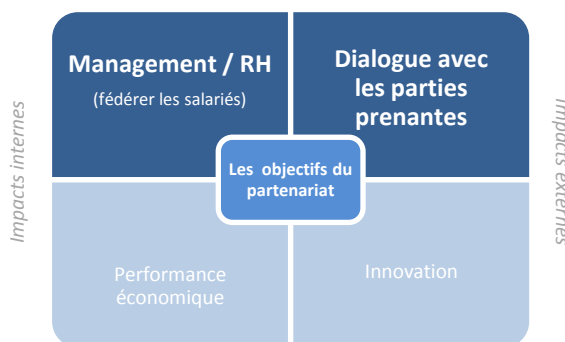 Management / RH
(fédérer les salariés)
Dialogue avec
les parties
prenantes
Impacts internes
Les objectifs du
partenariat
Impacts externes
Performance
économique
Innovation